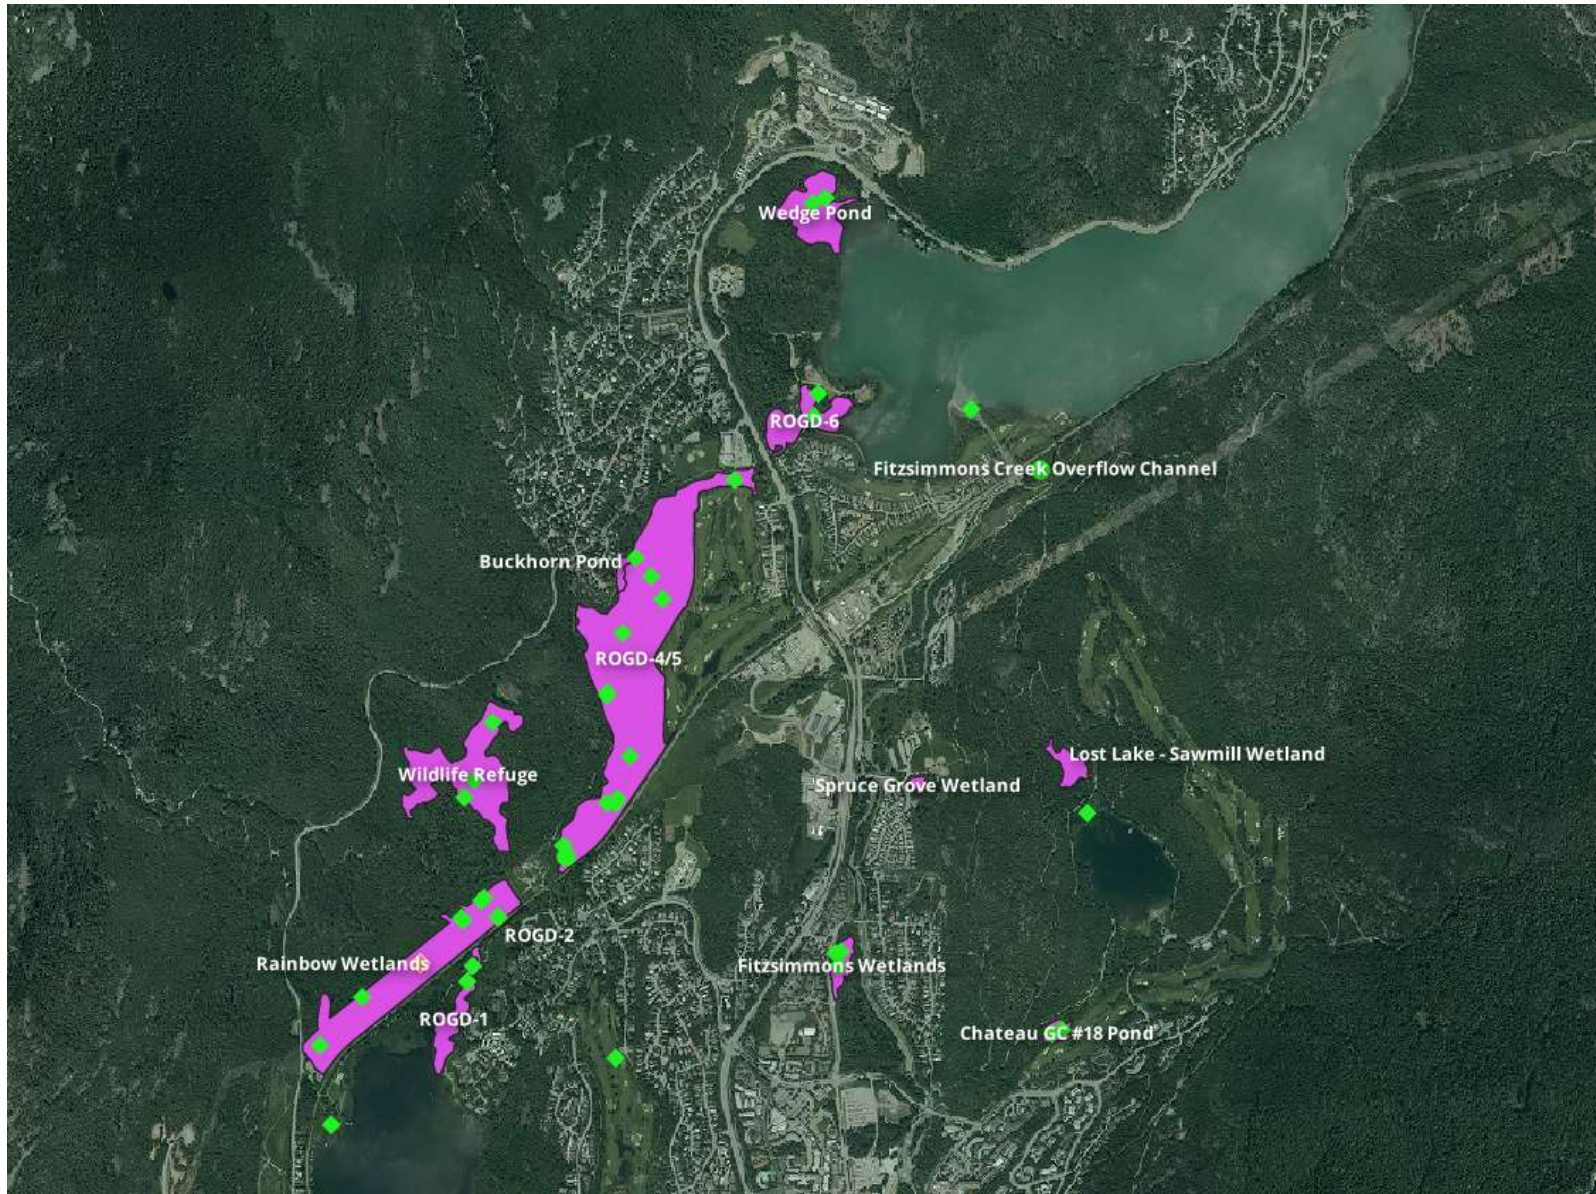 Wedge Pond
ROGD-6
Fitzsimmons Creek Overflow Channel
Buckhorn Pond
ROGD-4/5
Lost Lake - Sawmill Wetland
Wildlife Refuge
Spruce Grove Wetland
ROGD-2
Rainbow Wetlands
Fitzsimmons Wetlands
ROGD-1
Chateau GC #18 Pond